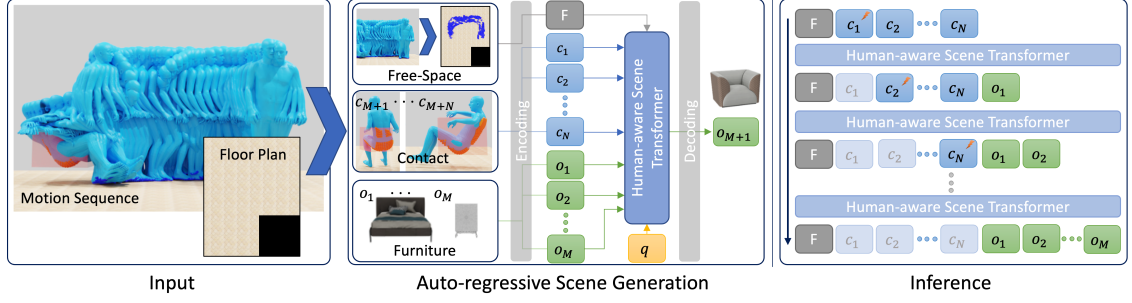 Motion Sequence
Floor Plan
Input
Free-Space
c_{M+1} ··· c_{M+N}
Contact
o_1 ··· o_M
Furniture
Encoding
F
c_1
c_2
c_N
o_1
o_2
o_M
Human-aware Scene
Transformer
q
Decoding
o_{M+1}
Auto-regressive Scene Generation
F c_1 c_2 c_N
Human-aware Scene Transformer
F c_1 c_2 c_N o_1
Human-aware Scene Transformer
F c_1 c_2 c_N o_1 o_2
Human-aware Scene Transformer
F c_1 c_2 c_N o_1 o_2 o_M
Inference